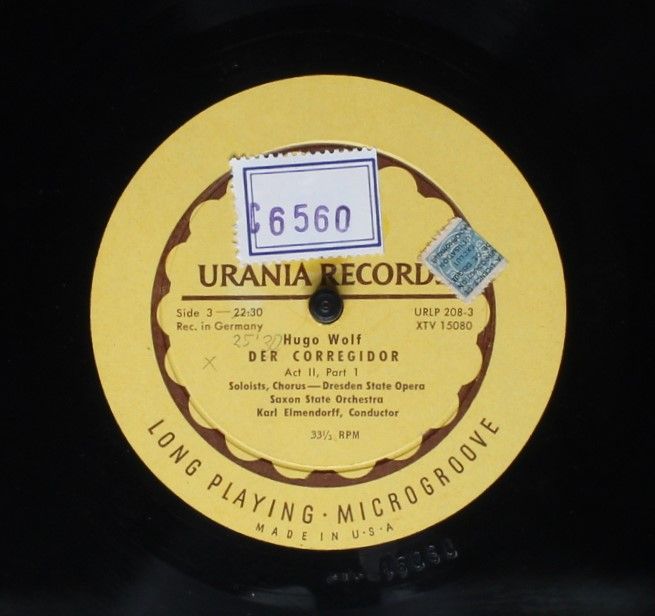 C6560
URANIA RECORD
Side 3 — 22:30
Rec. in Germany
URLP 208-3
XTV 15080
25'30
Hugo Wolf
x
DER CORREGIDOR
Act II, Part 1
Soloists, Chorus — Dresden State Opera
Saxon State Orchestra
Karl Elmendorff, Conductor
33⅓ RPM
LONG PLAYING · MICROGROOVE
MADE IN U·S·A